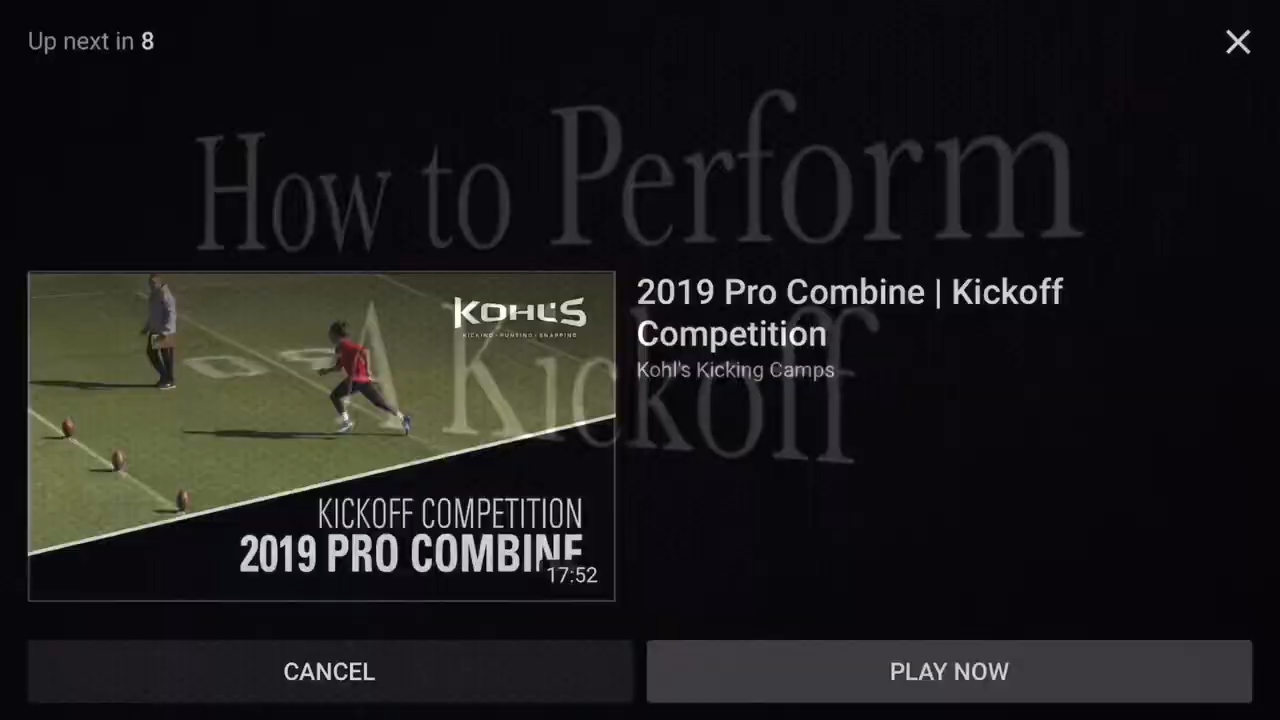 Up next in 8
How to Perform
A Kickoff
KOHL'S
KICKING · PUNTING · SNAPPING
KICKOFF COMPETITION
2019 PRO COMBINE
17:52
2019 Pro Combine | Kickoff
Competition
Kohl's Kicking Camps
CANCEL
PLAY NOW